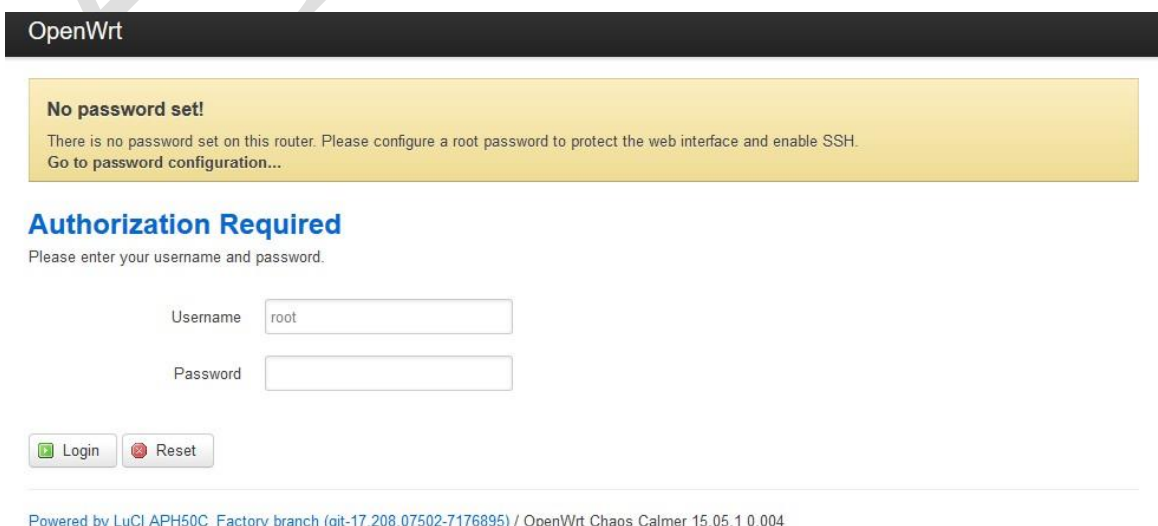 OpenWrt
No password set!
There is no password set on this router. Please configure a root password to protect the web interface and enable SSH.
Go to password configuration...
Authorization Required
Please enter your username and password.
Username root
Password
Login Reset
Powered by LuCI APH50C_Factory branch (git-17.208.07502-7176895) / OpenWrt Chaos Calmer 15.05.1 0.004